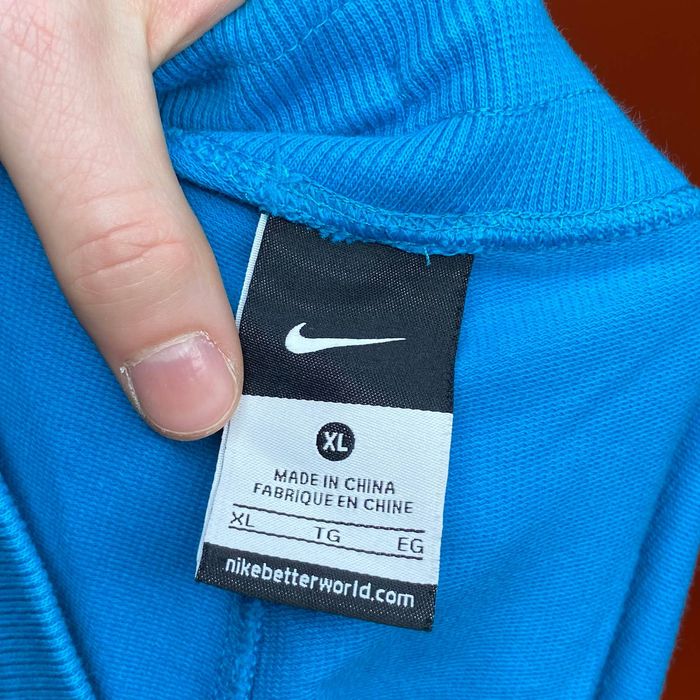 XL
MADE IN CHINA
FABRIQUE EN CHINE
XL TG EG
nikebetterworld.com